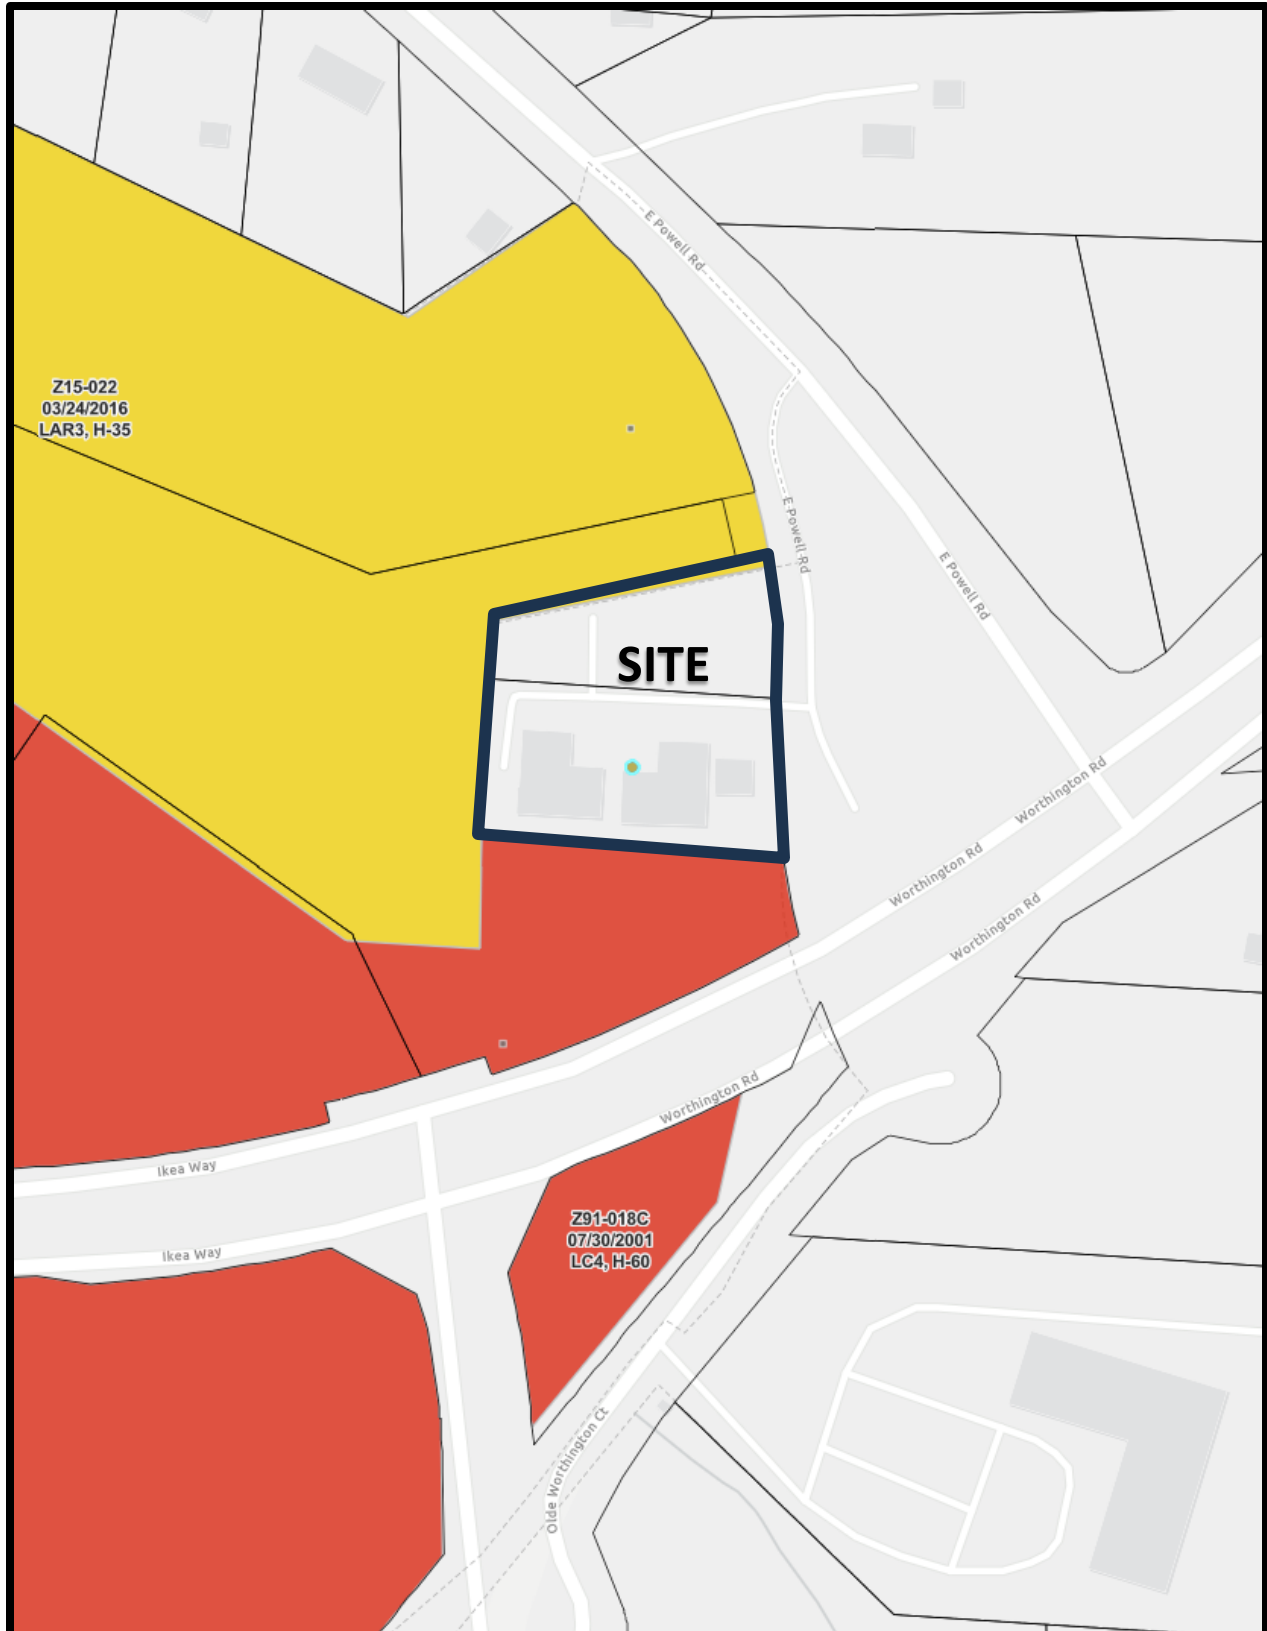 E Powell Rd
Z15-022
03/24/2016
LAR3, H-35
E Powell Rd
E Powell Rd
SITE
Worthington Rd
Worthington Rd
Worthington Rd
Worthington Rd
Ikea Way
Z91-018C
07/30/2001
LC4, H-60
Ikea Way
Olde Worthington Ct